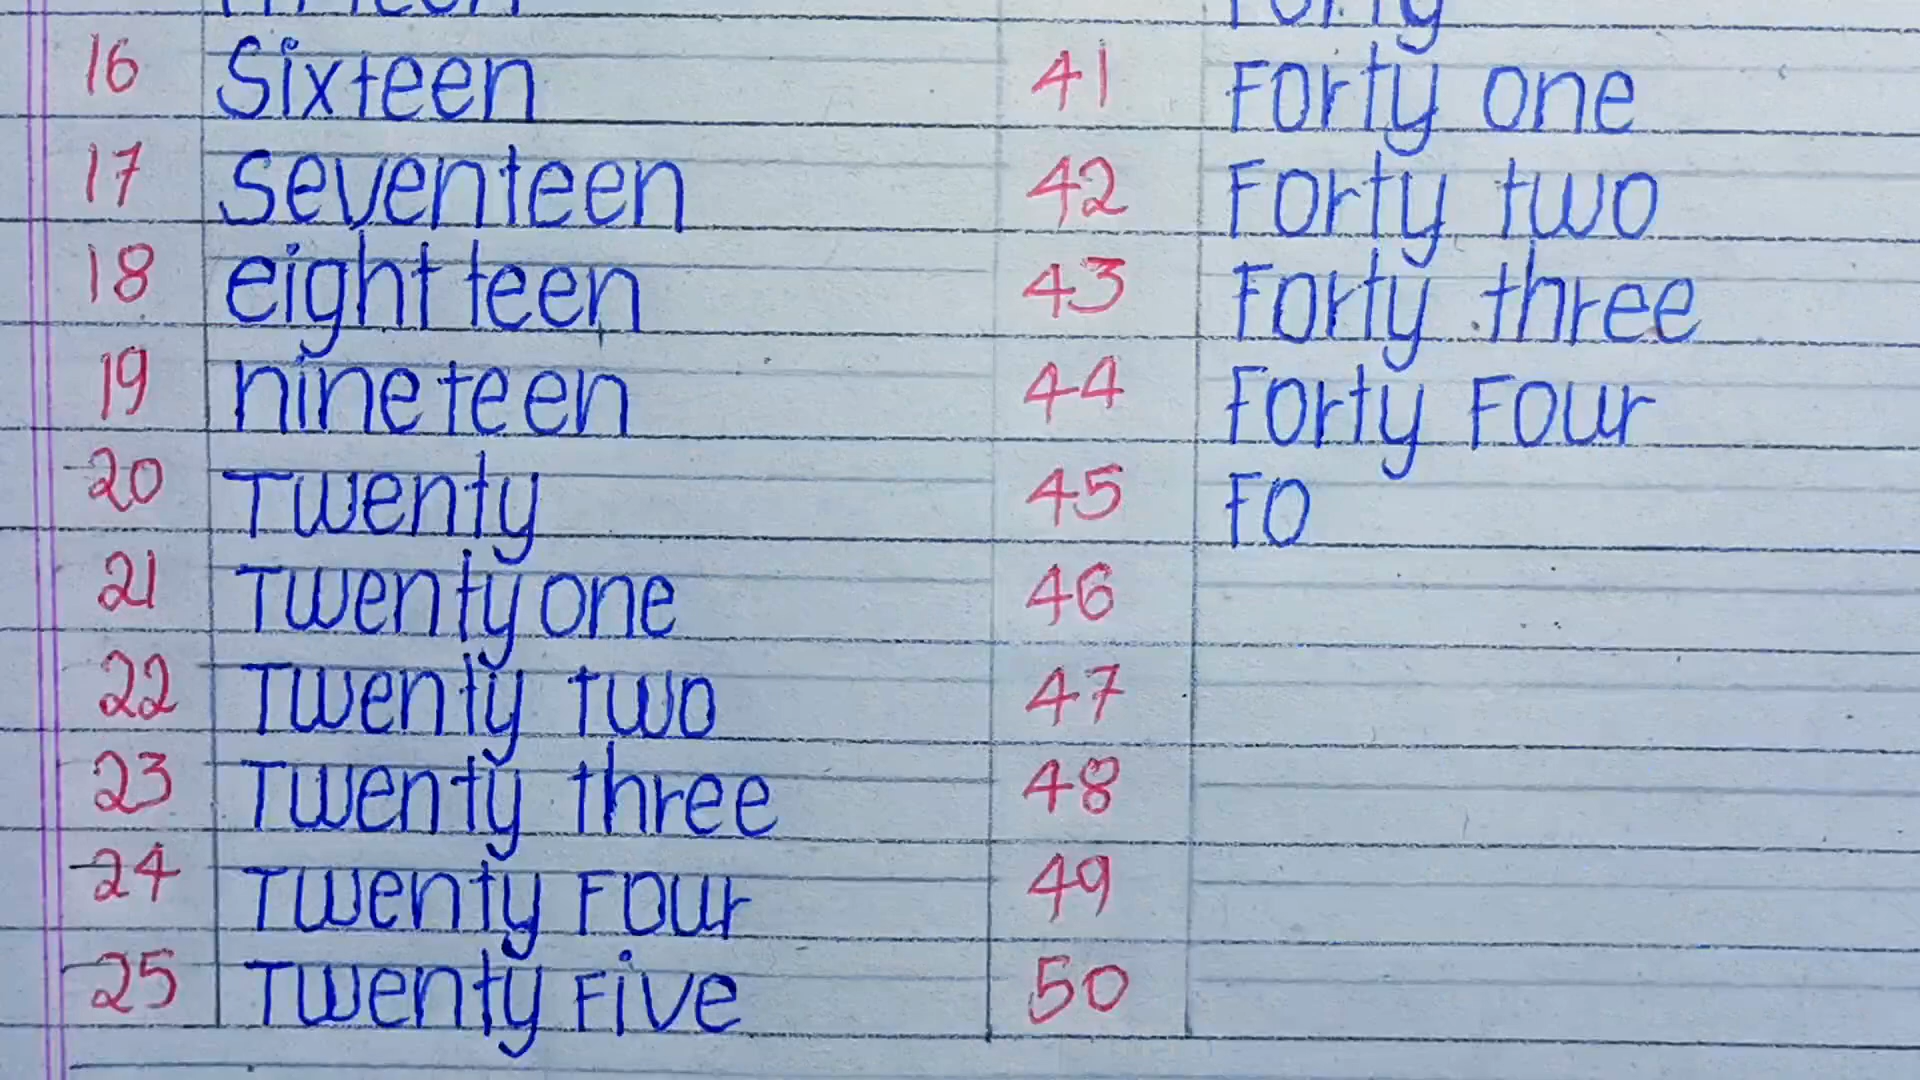 16 Sixteen
17 Seventeen
18 eightteen
19 nineteen
20 Twenty
21 Twenty one
22 Twenty two
23 Twenty three
24 Twenty Four
25 Twenty Five
Forty
41 Forty one
42 Forty two
43 Forty three
44 Forty Four
45 Fo
46
47
48
49
50